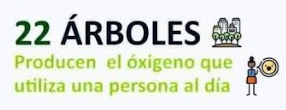 22 ÁRBOLES
Producen el óxigeno que
utiliza una persona al día